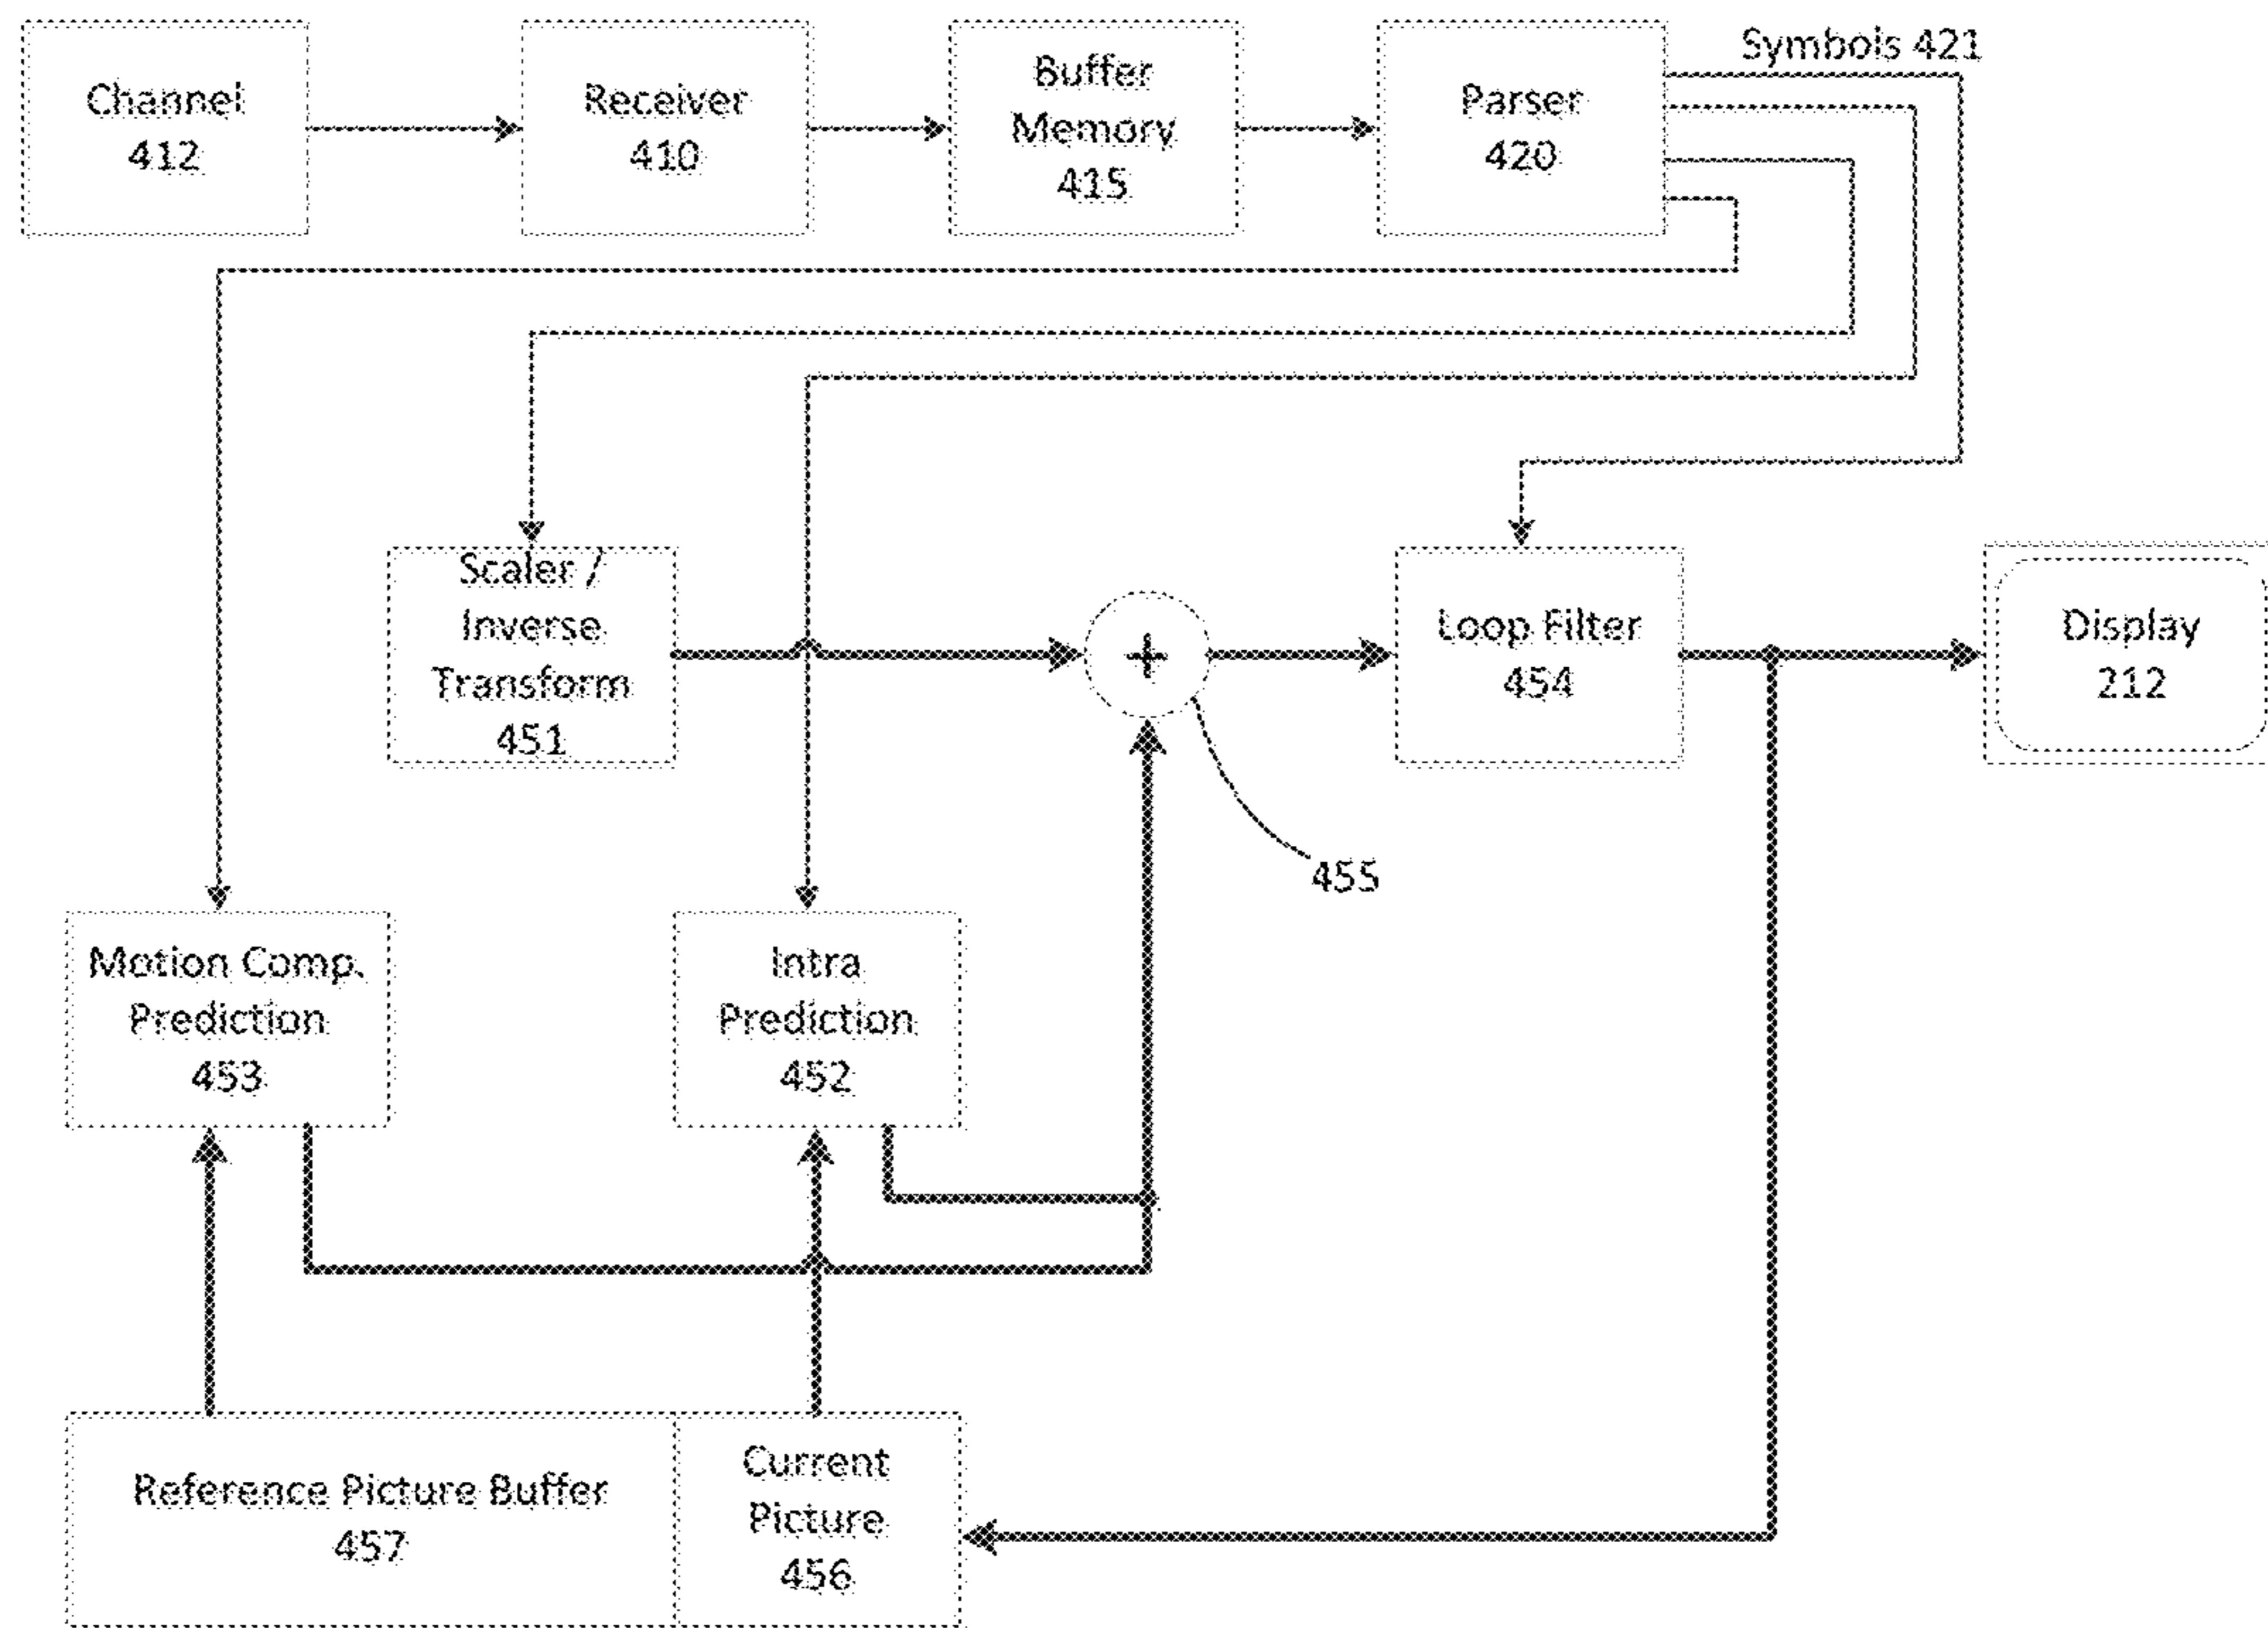 Channel
412
Receiver
410
Buffer
Memory
415
Parser
420
Symbols 421
Scaler /
Inverse
Transform
451
+
Loop Filter
454
Display
212
455
Motion Comp.
Prediction
453
Intra
Prediction
452
Reference Picture Buffer
457
Current
Picture
456